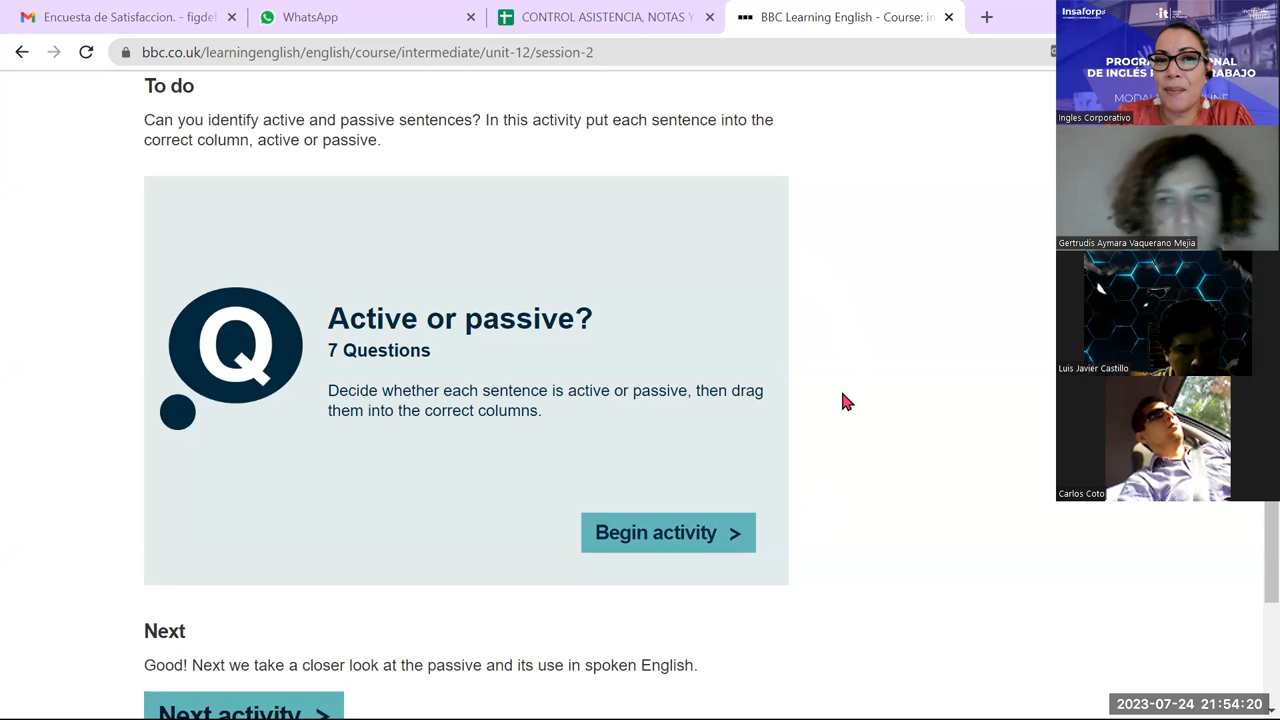 Encuesta de Satisfaccion. - figdef
WhatsApp
ASISTENCIA NOTAS
BBC Learning English - Course: in
bbc.co.uk/learningenglish/english/course/intermediate/unit-12/session-2
To do
Can you identify active and passive sentences? In this activity put each sentence into the
correct column, active or passive.
Q
Active or passive?
7 Questions
Decide whether each sentence is active or passive, then drag
them into the correct columns.
Begin activity >
Next
Good! Next we take a closer look at the passive and its use in spoken English.
Next activity >
Insaforp
Ingles Corporativo
Gertrudis Aymara Vaquerano Mejia
Luis Javier Castillo
Carlos Coto
2023-07-24 21:54:20